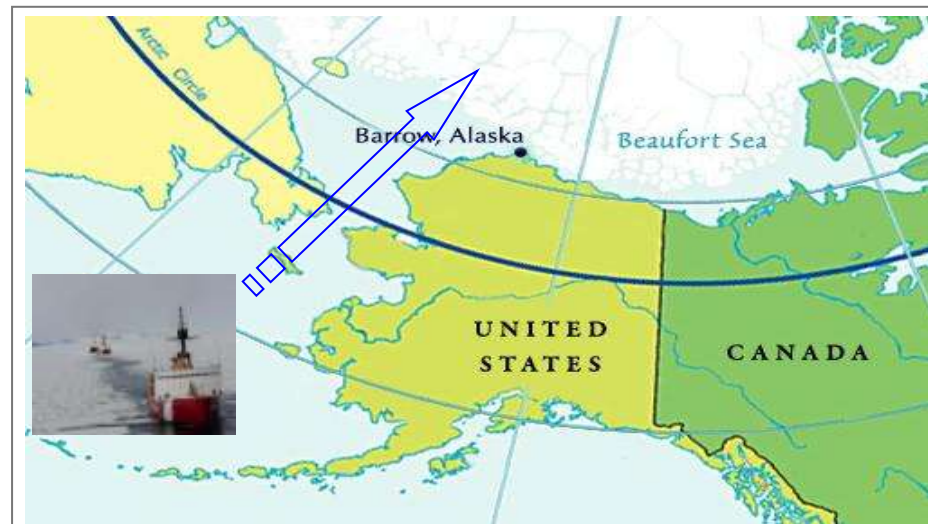 Arctic Circle
Barrow, Alaska
Beaufort Sea
UNITED
STATES
CANADA